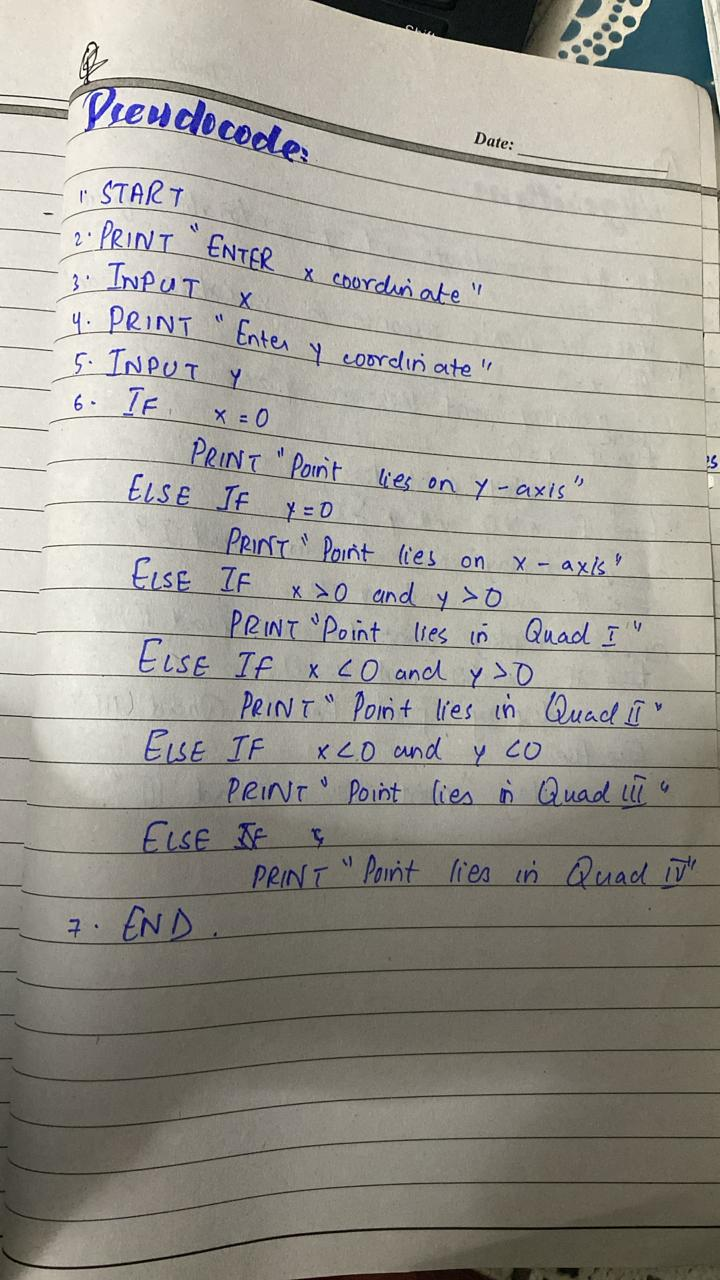 Pseudocode:
Date:
1. START
2. PRINT "ENTER x coordinate"
3. INPUT x
4. PRINT "Enter y coordinate"
5. INPUT y
6. IF x = 0
PRINT "Point lies on y-axis"
ELSE IF y=0
PRINT "Point lies on x-axis"
ELSE IF x >0 and y >0
PRINT "Point lies in Quad I"
ELSE IF x <0 and y >0
PRINT "Point lies in Quad II"
ELSE IF x<0 and y <0
PRINT "Point lies in Quad III"
ELSE
PRINT "Point lies in Quad IV"
7. END.